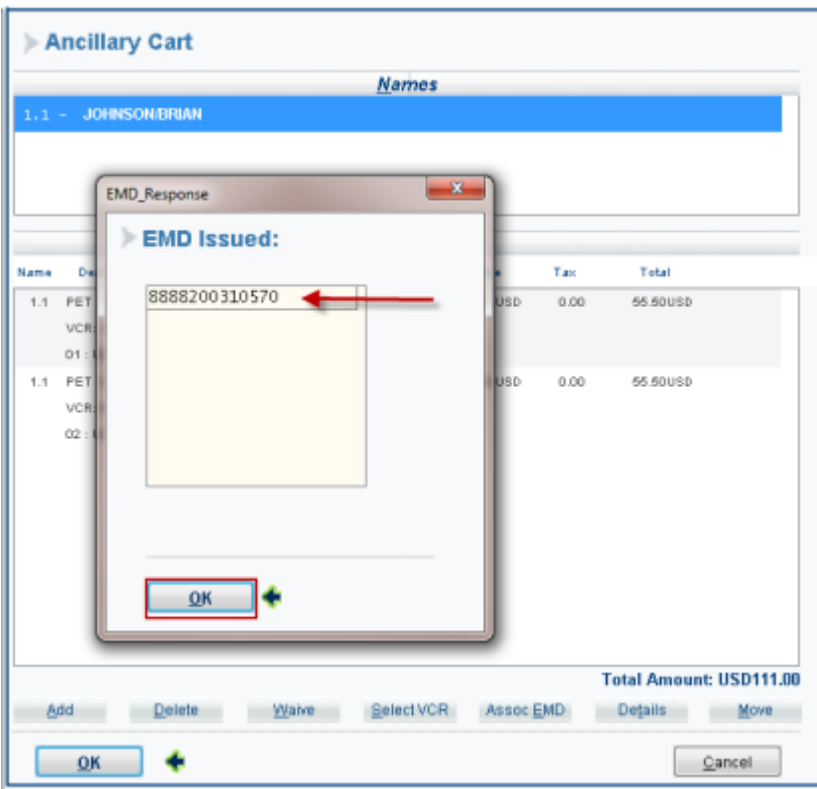 Ancillary Cart
Names
1.1 - JOHNSON/BRIAN
EMD_Response
EMD Issued:
8888200310570
OK
Name Tax Total
1.1 PET USD 0.00 55.50USD
VCR:
01 :
1.1 PET USD 0.00 55.50USD
VCR:
02 :
Total Amount: USD111.00
Add Delete Waive Select VCR Assoc EMD Details Move
OK Cancel